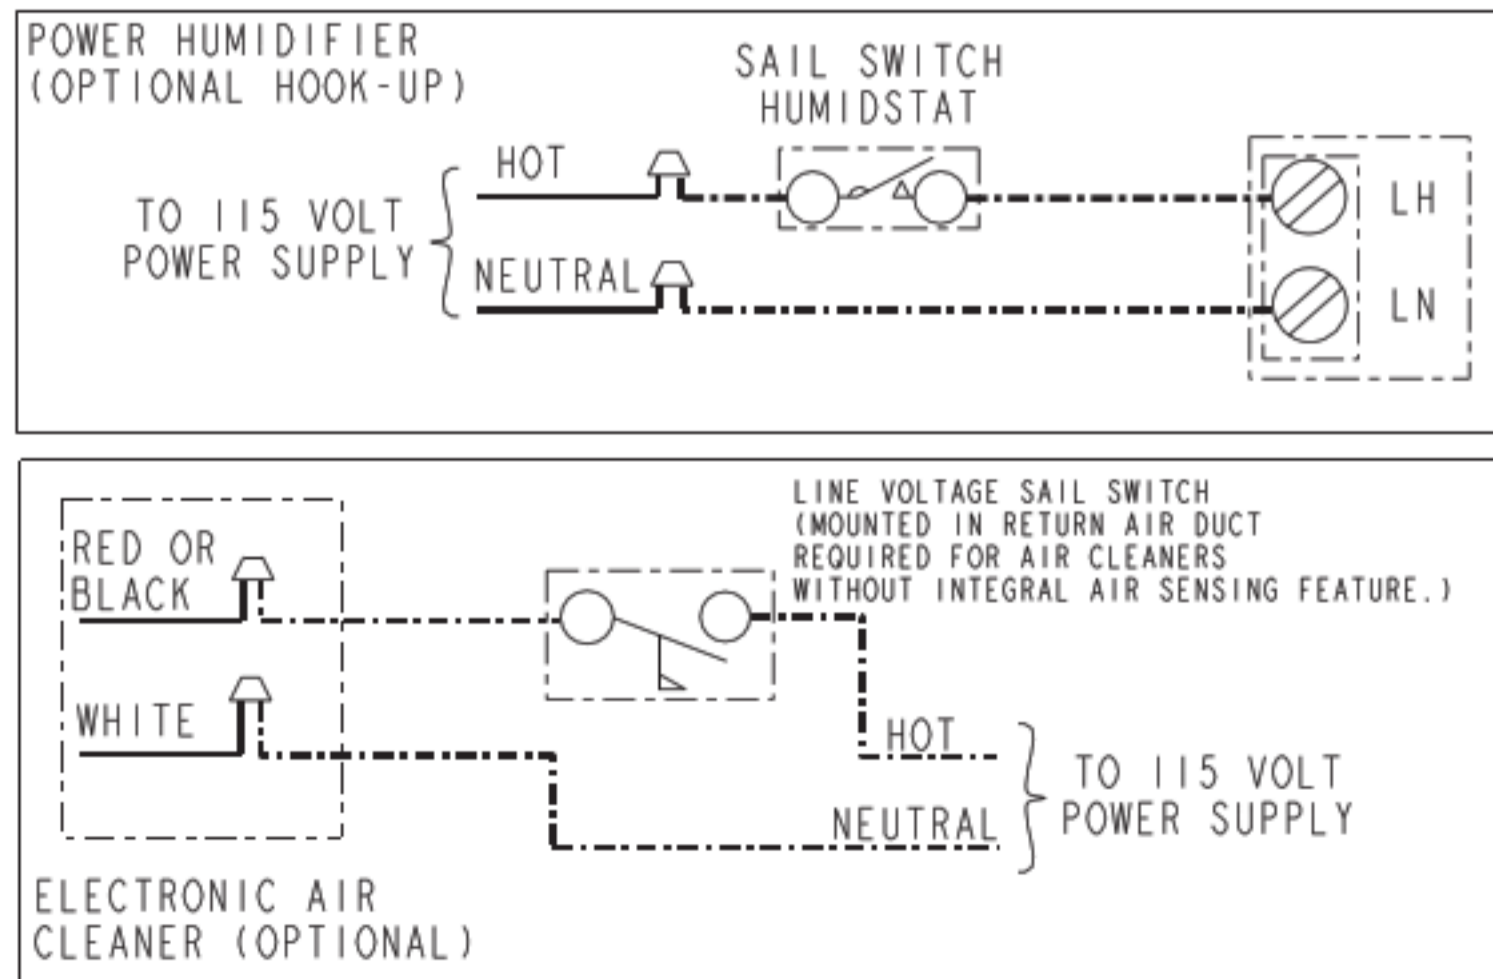 POWER HUMIDIFIER
(OPTIONAL HOOK-UP)
SAIL SWITCH
HUMIDSTAT
HOT
TO 115 VOLT
POWER SUPPLY
NEUTRAL
LH
LN
LINE VOLTAGE SAIL SWITCH
(MOUNTED IN RETURN AIR DUCT
REQUIRED FOR AIR CLEANERS
WITHOUT INTEGRAL AIR SENSING FEATURE.)
RED OR
BLACK
WHITE
HOT
NEUTRAL
TO 115 VOLT
POWER SUPPLY
ELECTRONIC AIR
CLEANER (OPTIONAL)